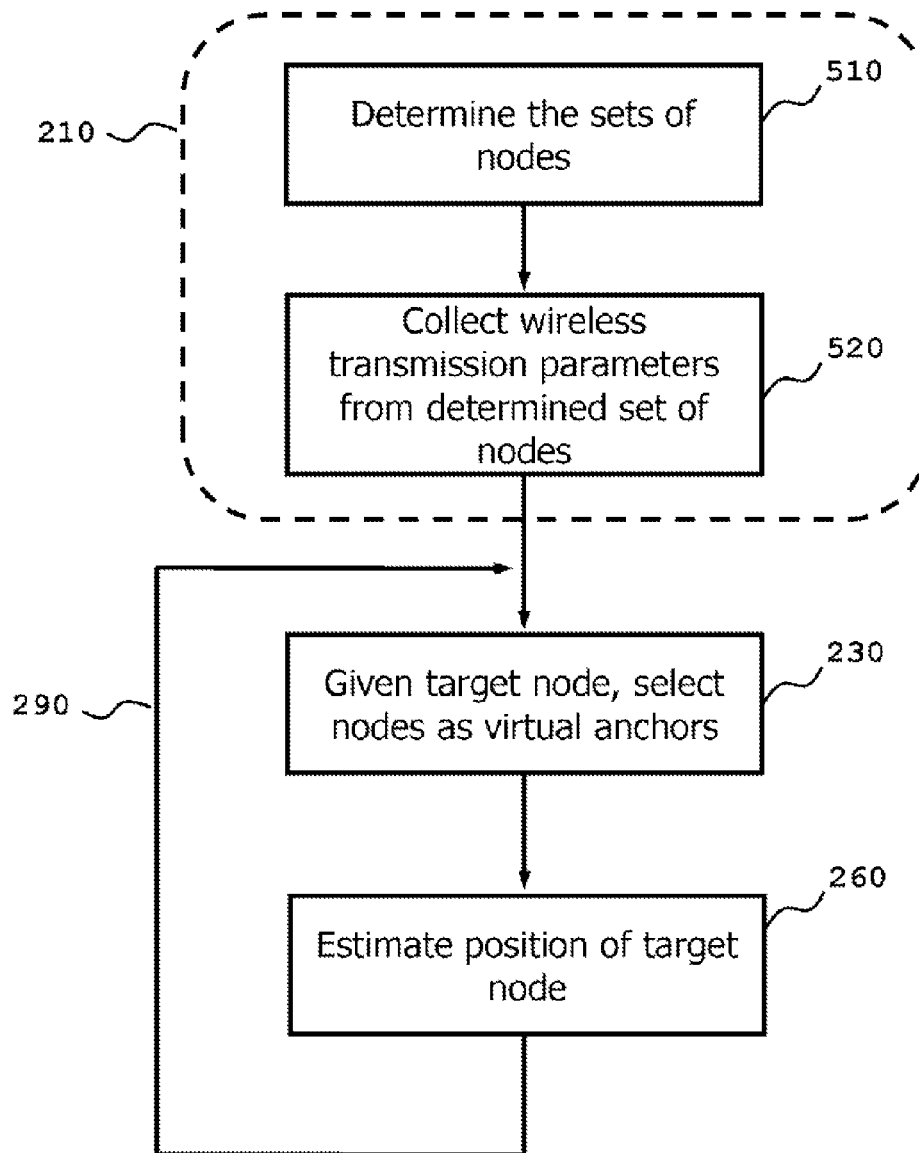 510
Determine the sets of
nodes
210
Collect wireless
transmission parameters
from determined set of
nodes
520
230
Given target node, select
nodes as virtual anchors
290
260
Estimate position of target
node